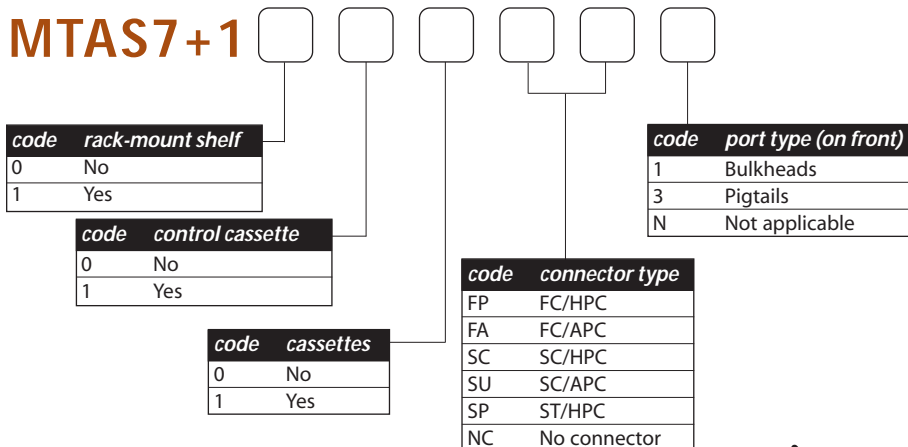 MTAS7+1
code rack-mount shelf
0 No
1 Yes
code control cassette
0 No
1 Yes
code cassettes
0 No
1 Yes
code connector type
FP FC/HPC
FA FC/APC
SC SC/HPC
SU SC/APC
SP ST/HPC
NC No connector
code port type (on front)
1 Bulkheads
3 Pigtails
N Not applicable